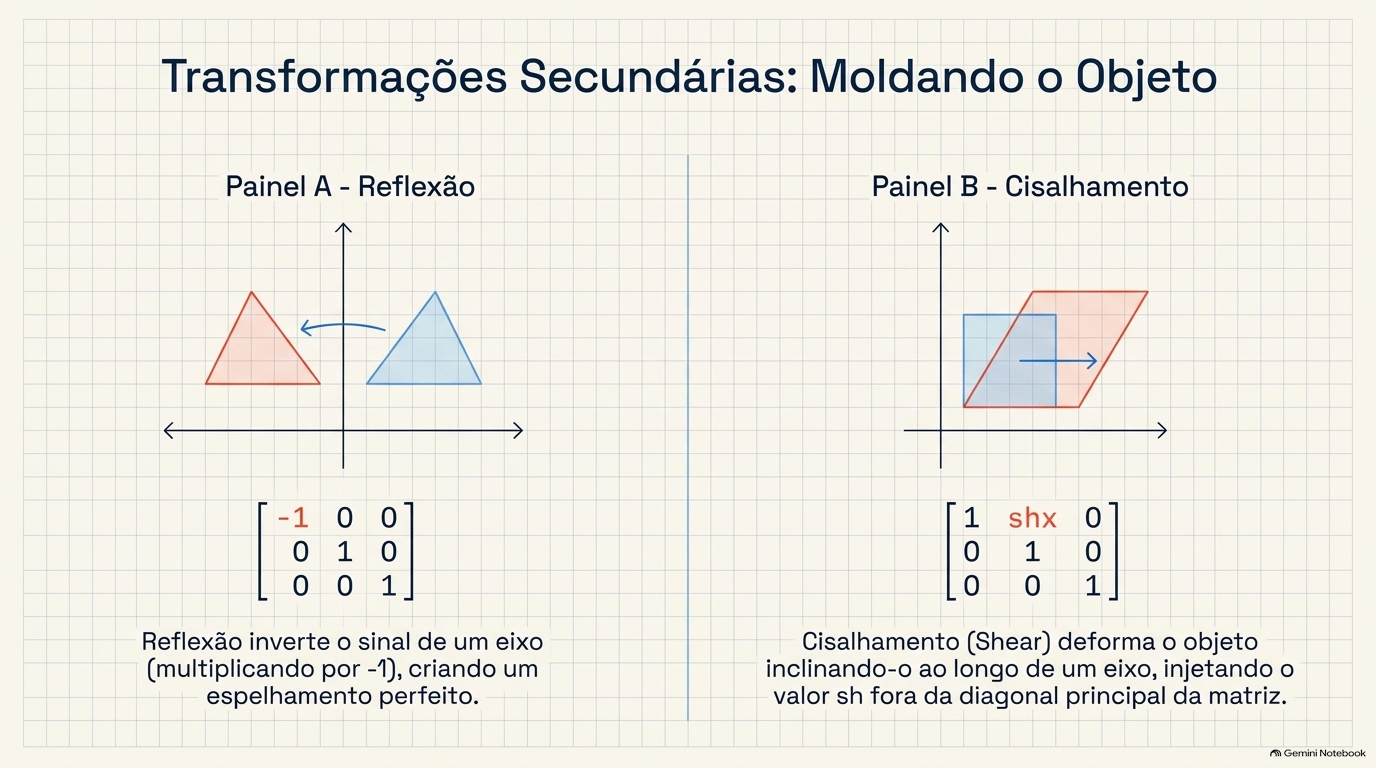 Transformações Secundárias: Moldando o Objeto
Painel A - Reflexão
-1 0 0
0 1 0
0 0 1
Reflexão inverte o sinal de um eixo
(multiplicando por -1), criando um
espelhamento perfeito.
Painel B - Cisalhamento
1 shx 0
0 1 0
0 0 1
Cisalhamento (Shear) deforma o objeto
inclinando-o ao longo de um eixo, injetando o
valor sh fora da diagonal principal da matriz.
Gemini Notebook